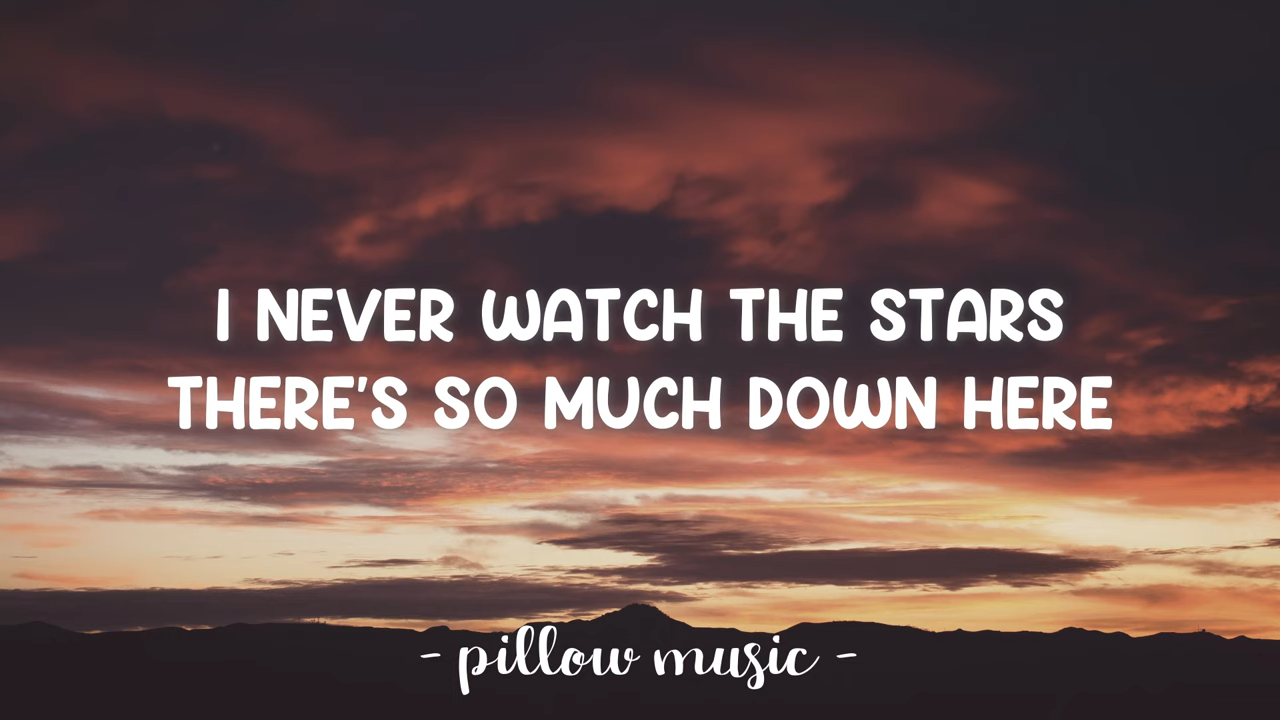 I NEVER WATCH THE STARS
THERE'S SO MUCH DOWN HERE
- pillow music -